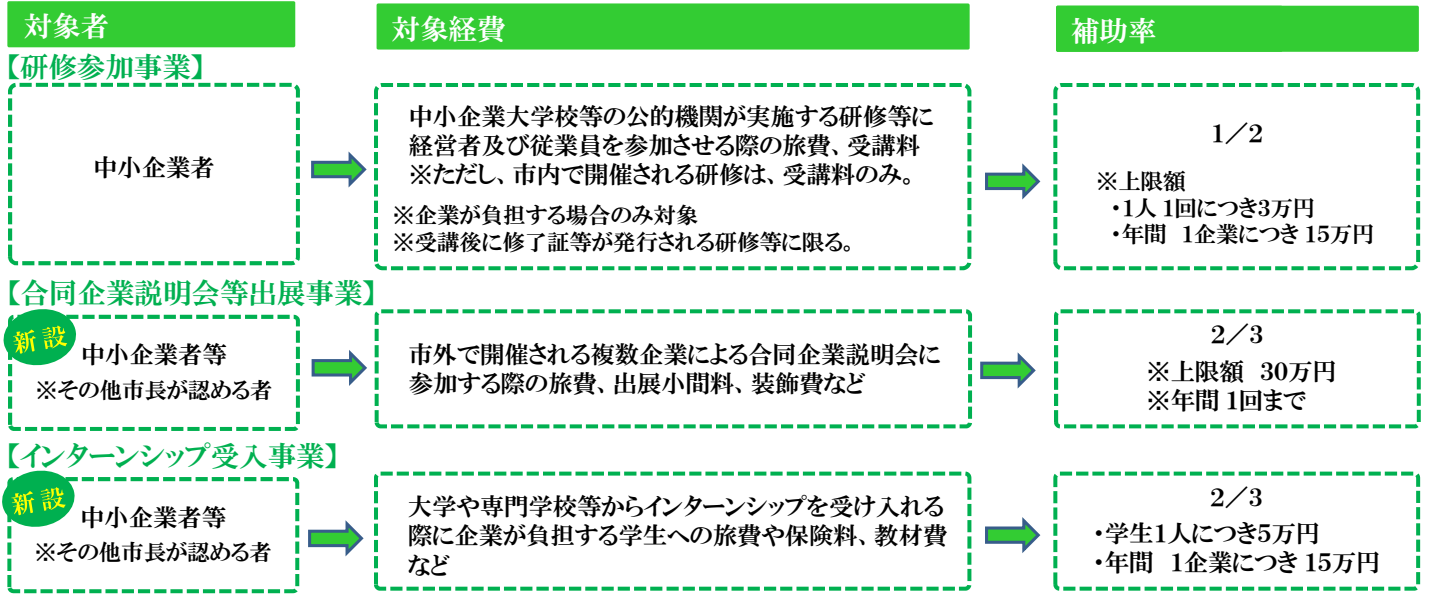 対象者
対象経費
補助率
【研修参加事業】
中小企業者
中小企業大学校等の公的機関が実施する研修等に
経営者及び従業員を参加させる際の旅費、受講料
※ただし、市内で開催される研修は、受講料のみ。
※企業が負担する場合のみ対象
※受講後に修了証等が発行される研修等に限る。
1／2
※上限額
・1人1回につき3万円
・年間 1企業につき15万円
【合同企業説明会等出展事業】
新設
中小企業者等
※その他市長が認める者
市外で開催される複数企業による合同企業説明会に
参加する際の旅費、出展小間料、装飾費など
2／3
※上限額 30万円
※年間1回まで
【インターンシップ受入事業】
新設
中小企業者等
※その他市長が認める者
大学や専門学校等からインターンシップを受け入れる
際に企業が負担する学生への旅費や保険料、教材費
など
2／3
・学生1人につき5万円
・年間 1企業につき15万円